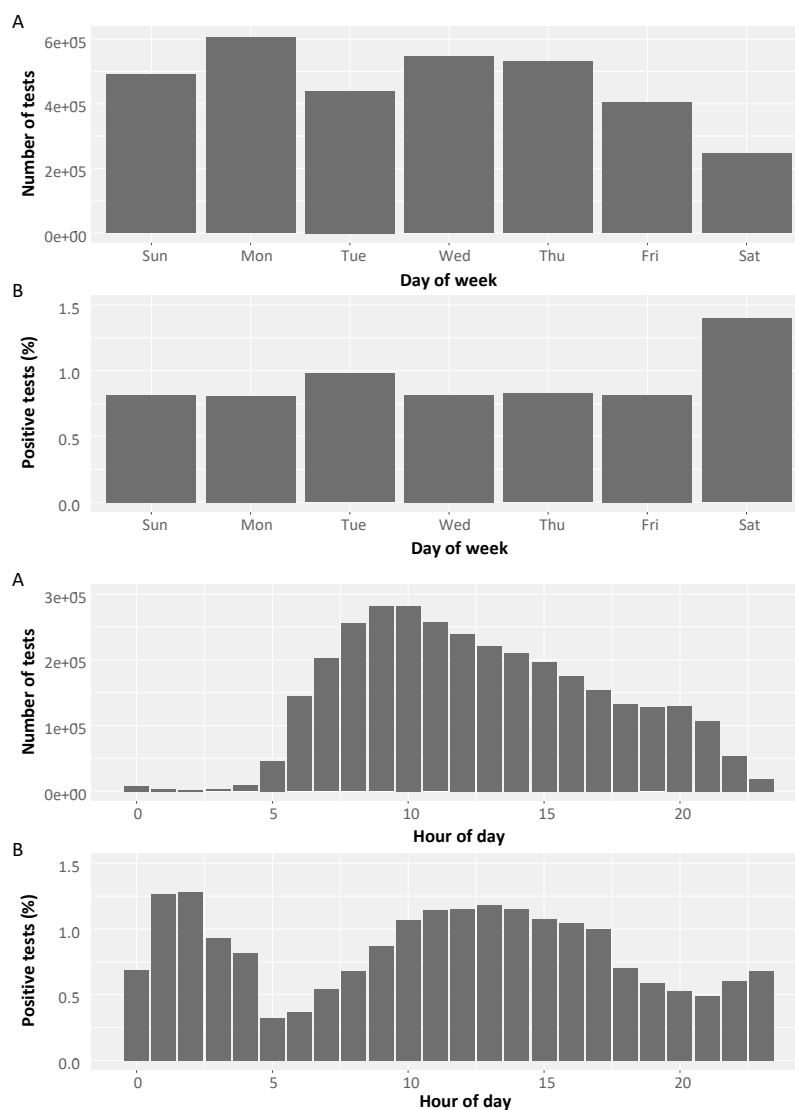 A
Number of tests
6e+05
4e+05
2e+05
0e+00
Sun Mon Tue Wed Thu Fri Sat
Day of week
B
Positive tests (%)
1.5
1.0
0.5
0.0
Sun Mon Tue Wed Thu Fri Sat
Day of week
A
Number of tests
3e+05
2e+05
1e+05
0e+00
0 5 10 15 20
Hour of day
B
Positive tests (%)
1.5
1.0
0.5
0.0
0 5 10 15 20
Hour of day